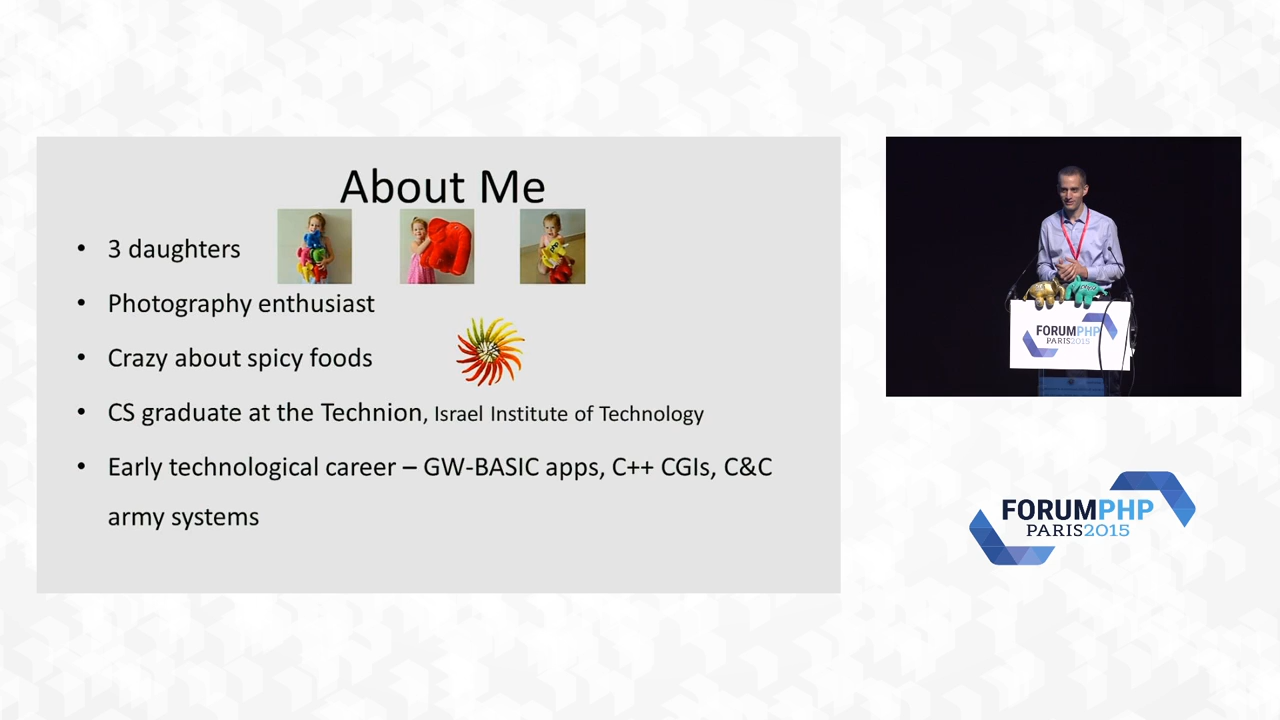 About Me
• 3 daughters
• Photography enthusiast
• Crazy about spicy foods
• CS graduate at the Technion, Israel Institute of Technology
• Early technological career – GW-BASIC apps, C++ CGIs, C&C
army systems
FORUMPHP
PARIS2015
FORUMPHP
PARIS2015